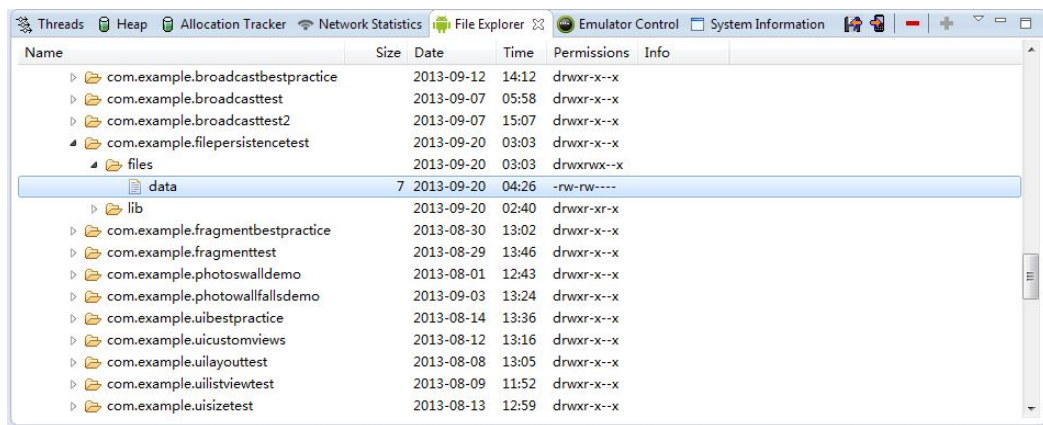 Threads Heap Allocation Tracker Network Statistics File Explorer Emulator Control System Information
Name Size Date Time Permissions Info
com.example.broadcastbestpractice 2013-09-12 14:12 drwxr-x--x
com.example.broadcasttest 2013-09-07 05:58 drwxr-x--x
com.example.broadcasttest2 2013-09-07 15:07 drwxr-x--x
com.example.filepersistencetest 2013-09-20 03:03 drwxr-x--x
files 2013-09-20 03:03 drwxrwx--x
data 7 2013-09-20 04:26 -rw-rw----
lib 2013-09-20 02:40 drwxr-xr-x
com.example.fragmentbestpractice 2013-08-30 13:02 drwxr-x--x
com.example.fragmenttest 2013-08-29 13:46 drwxr-x--x
com.example.photoswalldemo 2013-08-01 12:43 drwxr-x--x
com.example.photowallfallsdemo 2013-09-03 13:24 drwxr-x--x
com.example.uibestpractice 2013-08-14 13:36 drwxr-x--x
com.example.uicustomviews 2013-08-12 13:16 drwxr-x--x
com.example.uilayouttest 2013-08-08 13:05 drwxr-x--x
com.example.uilistviewtest 2013-08-09 11:52 drwxr-x--x
com.example.uisizetest 2013-08-13 12:59 drwxr-x--x